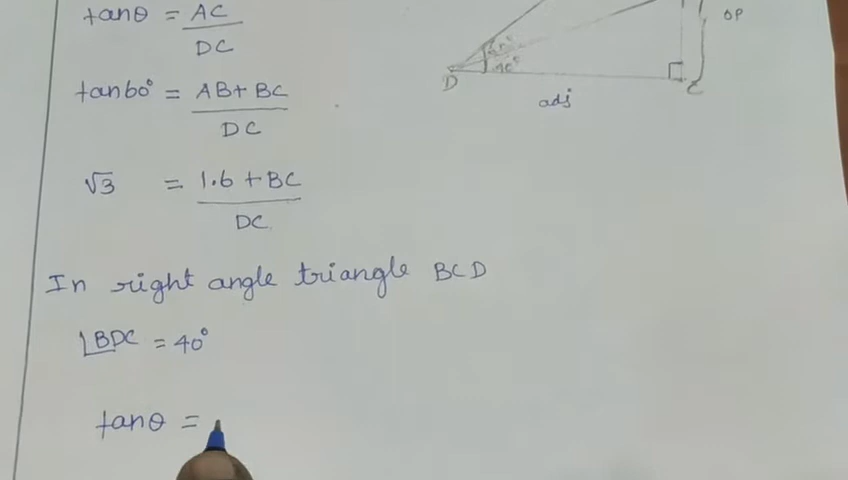 tanθ = AC
DC
tan60° = AB + BC
DC
√3 = 1.6 + BC
DC
In right angle triangle BCD
∠BDC = 40°
tanθ =
OP
40°
D
C
adj